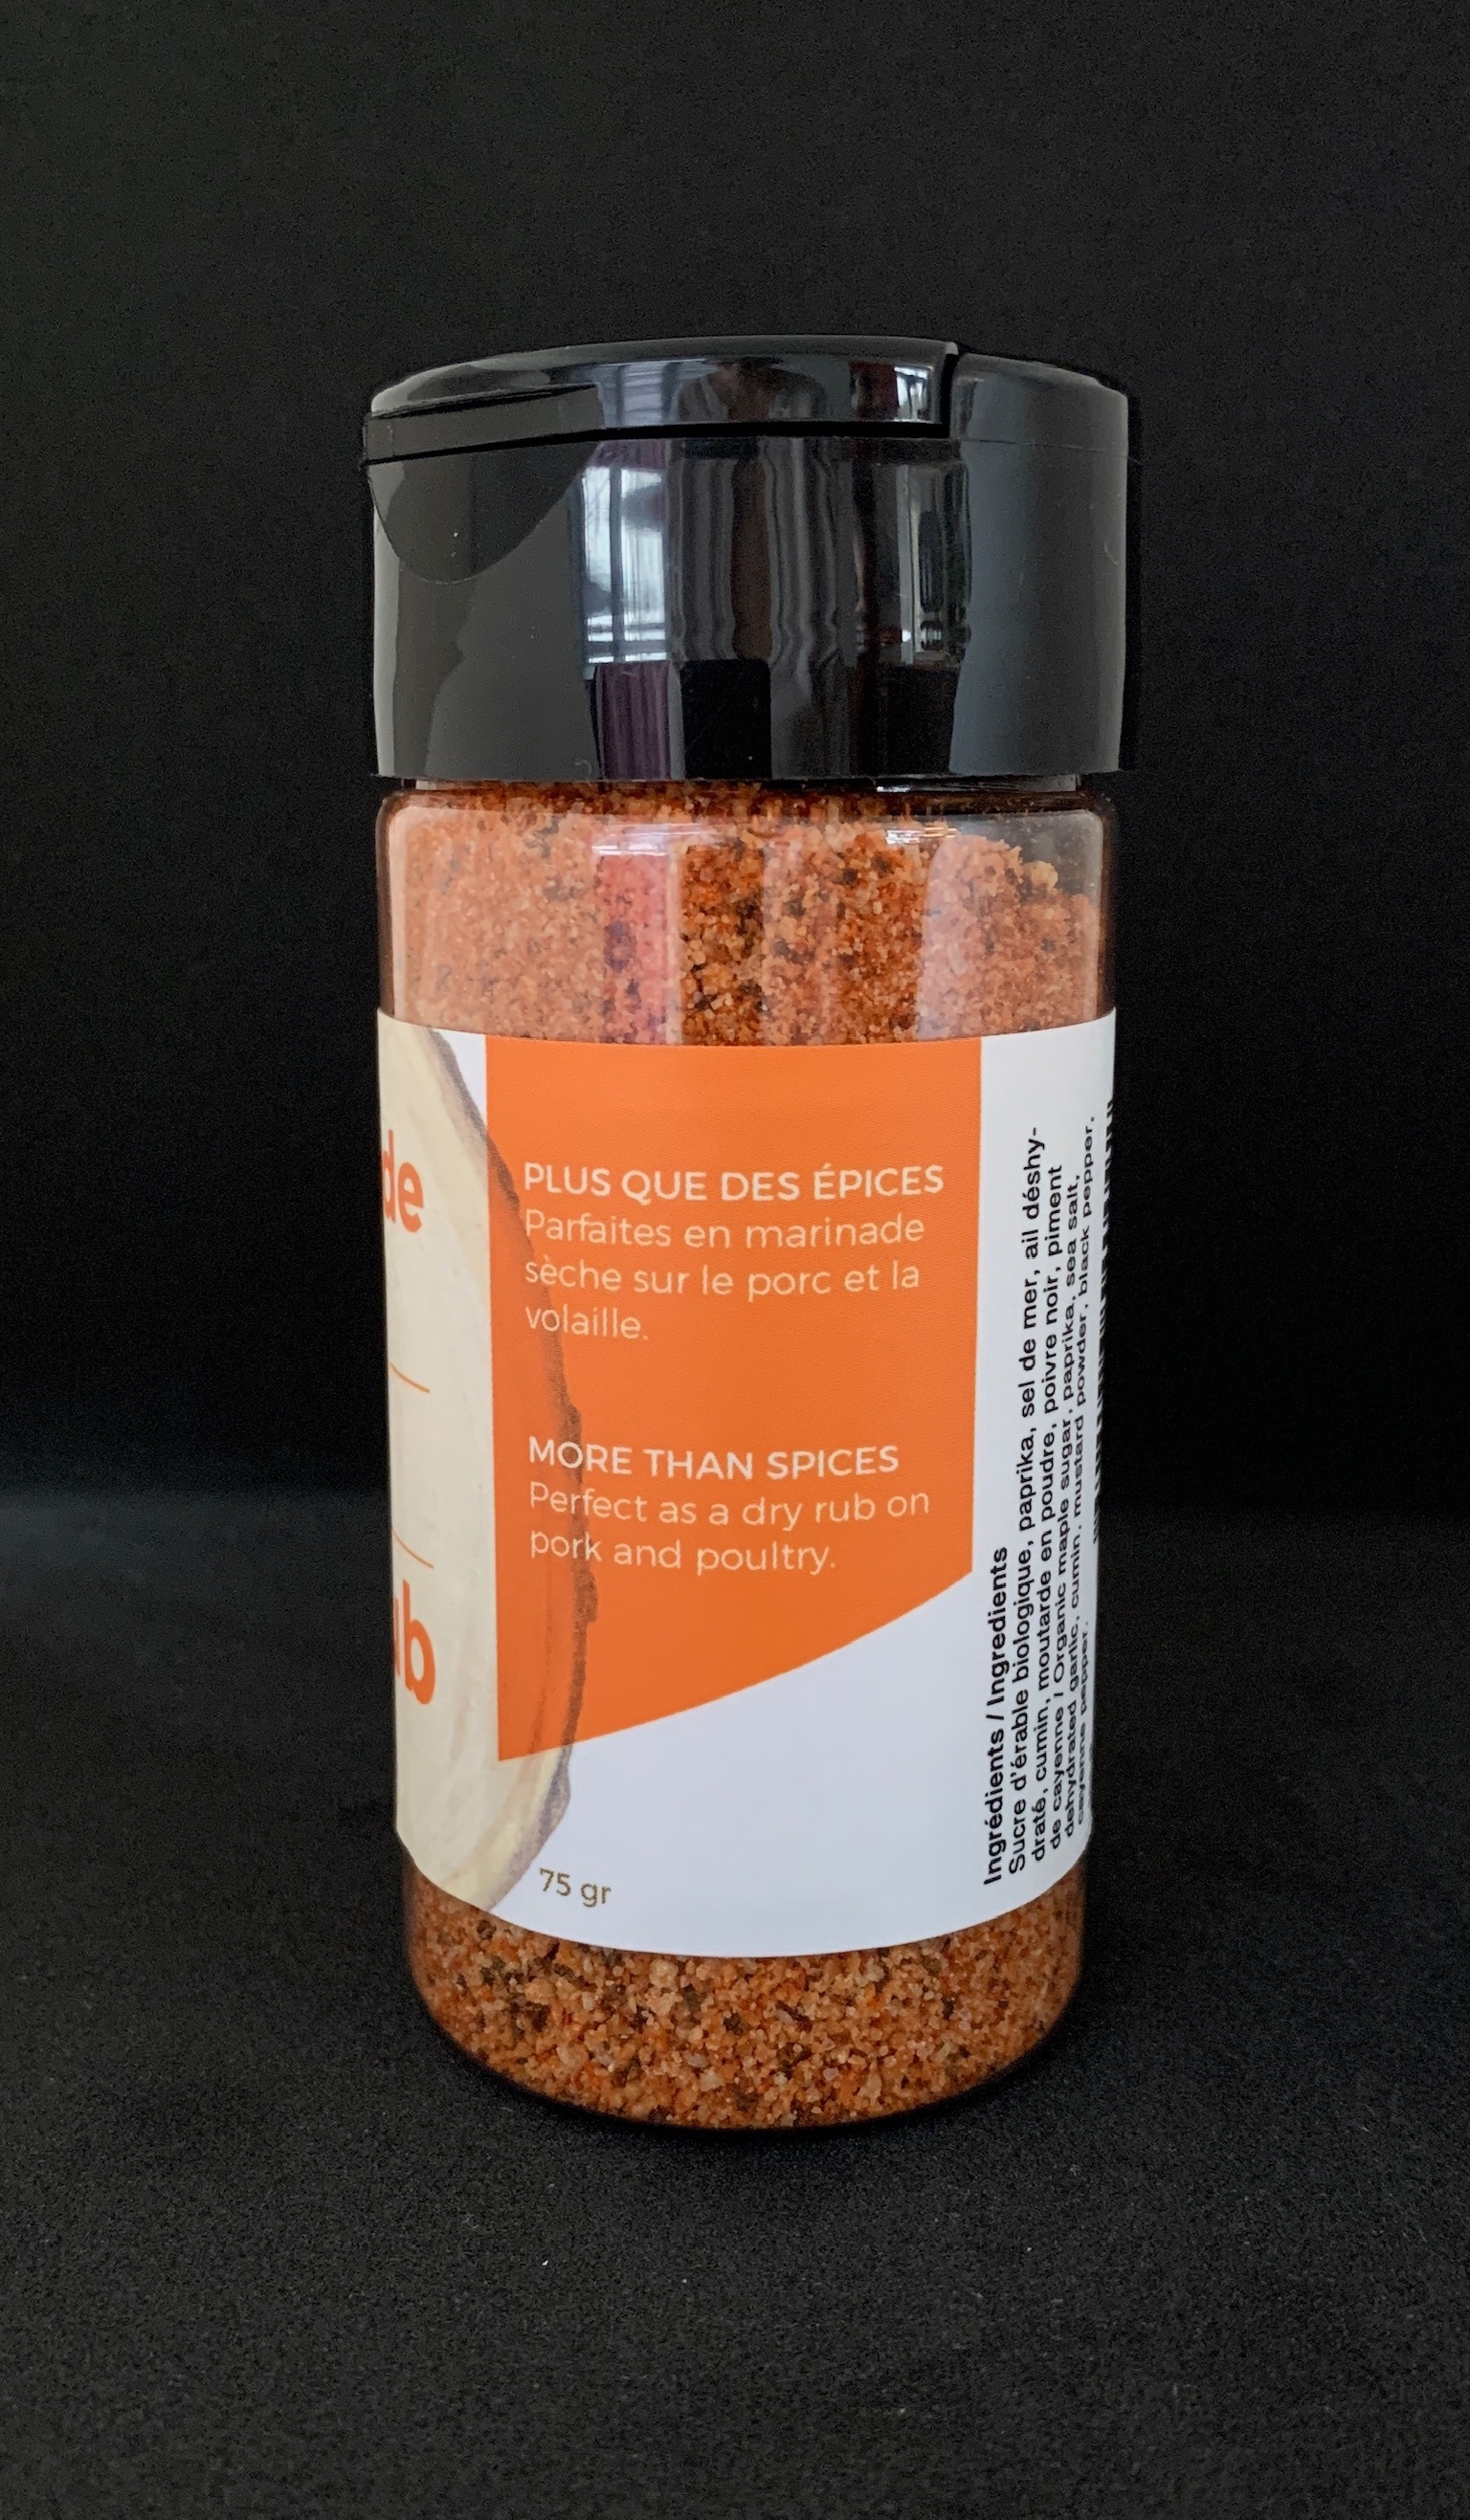 de
ub
PLUS QUE DES ÉPICES
Parfaites en marinade
sèche sur le porc et la
volaille.
MORE THAN SPICES
Perfect as a dry rub on
pork and poultry.
75 gr
Ingrédients / Ingredients
Sucre d'érable biologique, paprika, sel de mer, ail déshy-
draté, cumin, moutarde en poudre, poivre noir, piment
de cayenne / Organic maple sugar, paprika, sea salt,
dehydrated garlic, cumin, mustard powder, black pepper,
cayenne pepper.